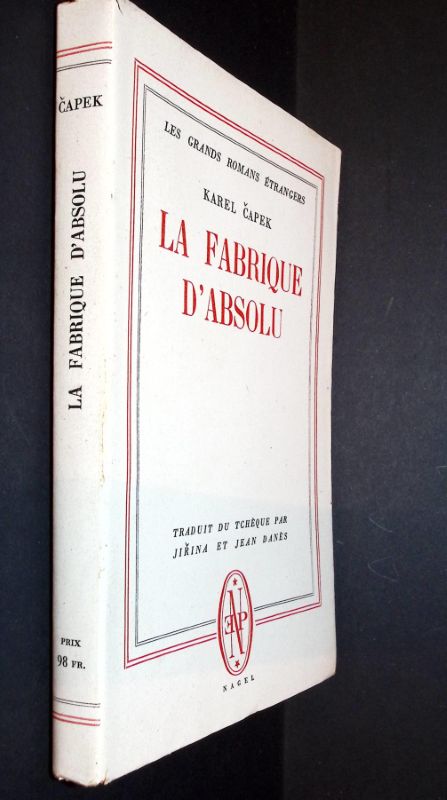 ČAPEK
LA FABRIQUE D'ABSOLU
PRIX
98 FR.
LES GRANDS ROMANS ÉTRANGERS
KAREL ČAPEK
LA FABRIQUE
D'ABSOLU
TRADUIT DU TCHÈQUE PAR
JIŘINA ET JEAN DANÈS
NAGEL